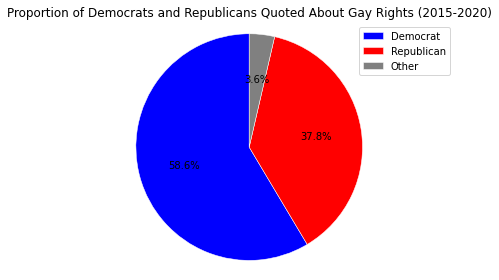 Proportion of Democrats and Republicans Quoted About Gay Rights (2015-2020)
Democrat
Republican
Other
3.6%
37.8%
58.6%